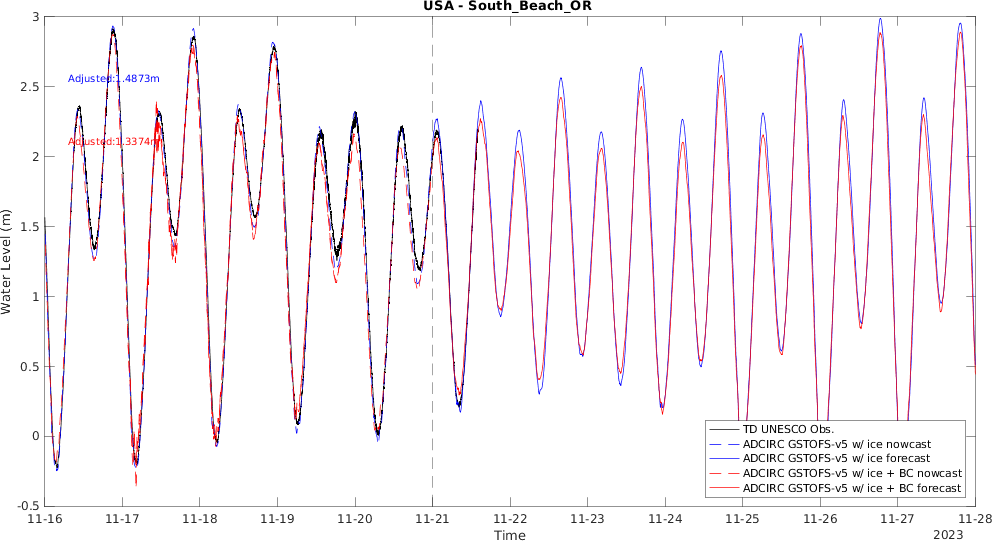 USA - South_Beach_OR
3
2.5
2
1.5
1
0.5
0
-0.5
Water Level (m)
Adjusted:1.4873m
Adjusted:1.3374m
TD UNESCO Obs.
ADCIRC GSTOFS-v5 w/ ice nowcast
ADCIRC GSTOFS-v5 w/ ice forecast
ADCIRC GSTOFS-v5 w/ ice + BC nowcast
ADCIRC GSTOFS-v5 w/ ice + BC forecast
11-16 11-17 11-18 11-19 11-20 11-21 11-22 11-23 11-24 11-25 11-26 11-27 11-28
Time
2023